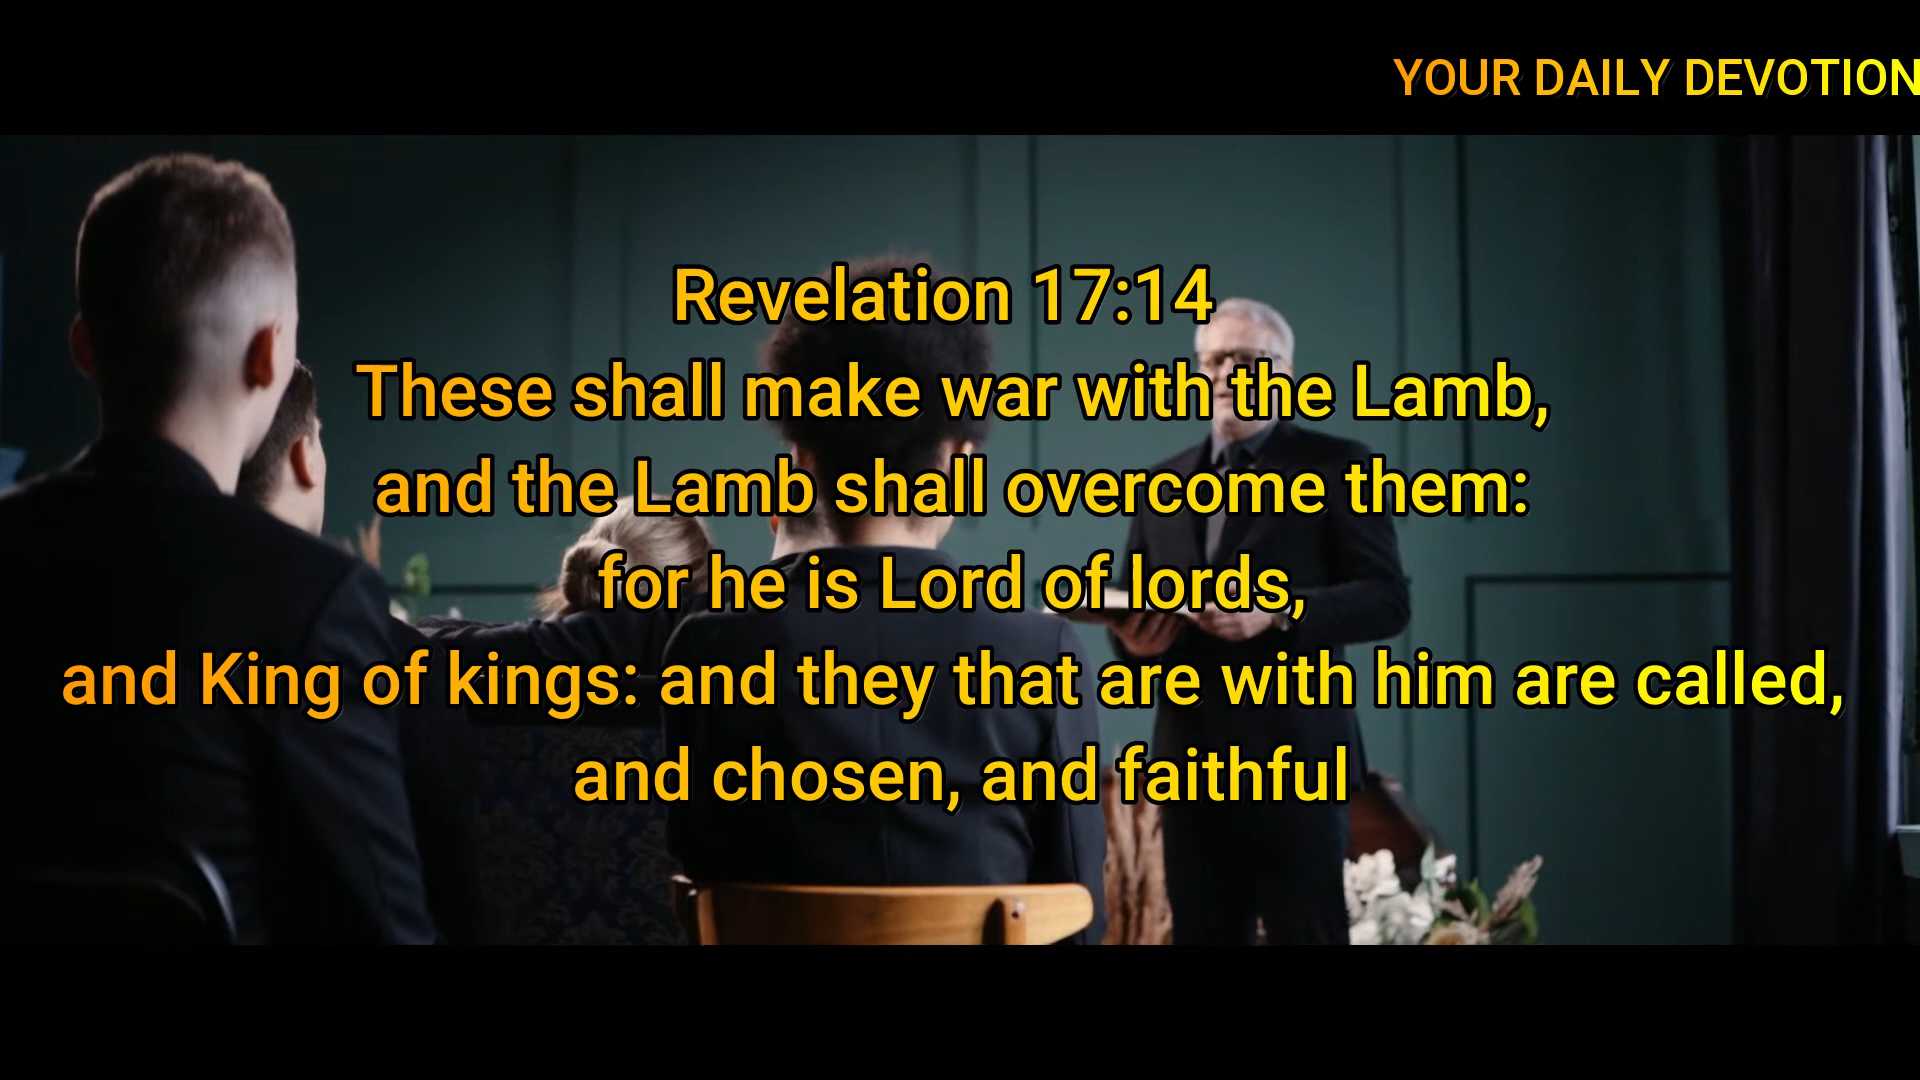 YOUR DAILY DEVOTION
Revelation 17:14
These shall make war with the Lamb,
and the Lamb shall overcome them:
for he is Lord of lords,
and King of kings: and they that are with him are called,
and chosen, and faithful